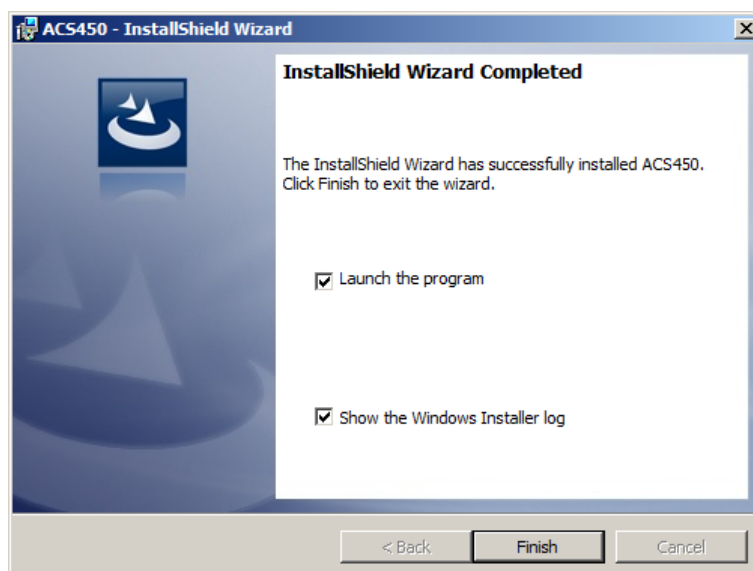 ACS450 - InstallShield Wizard
InstallShield Wizard Completed
The InstallShield Wizard has successfully installed ACS450.
Click Finish to exit the wizard.
Launch the program
Show the Windows Installer log
< Back
Finish
Cancel